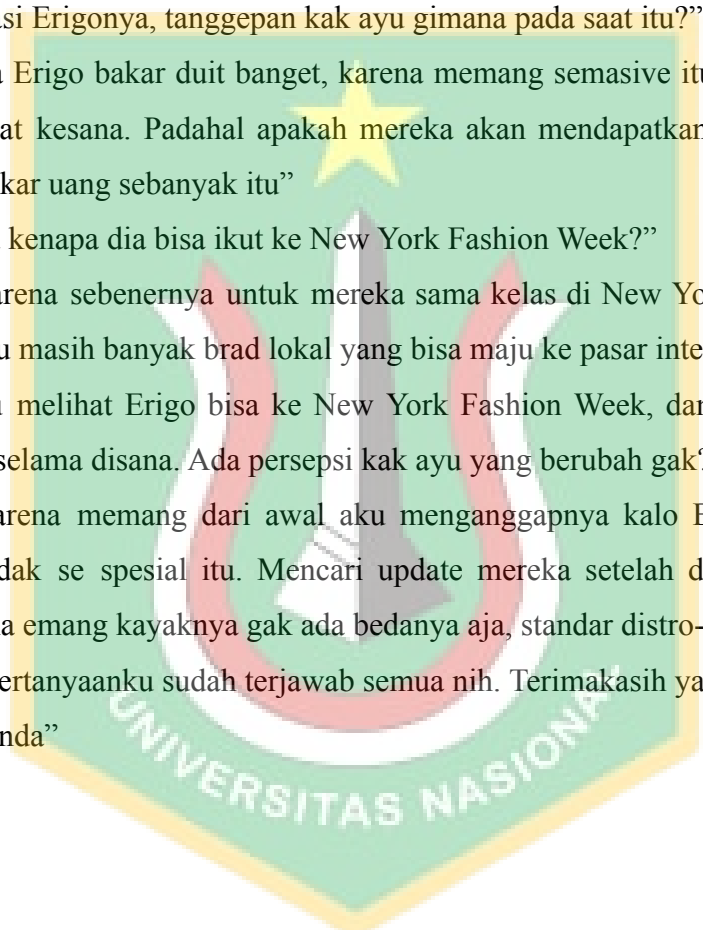 asi Erigonya, tanggepan kak ayu gimana pada saat itu?”
a Erigo bakar duit banget, karena memang semasive itu
at kesana. Padahal apakah mereka akan mendapatkan
kar uang sebanyak itu”
kenapa dia bisa ikut ke New York Fashion Week?”
arena sebenernya untuk mereka sama kelas di New Yo
u masih banyak brad lokal yang bisa maju ke pasar inte
u melihat Erigo bisa ke New York Fashion Week, dan
selama disana. Ada persepsi kak ayu yang berubah gak?
arena memang dari awal aku menganggapnya kalo E
dak se spesial itu. Mencari update mereka setelah d
a emang kayaknya gak ada bedanya aja, standar distro-
ertanyaanku sudah terjawab semua nih. Terimakasih ya
nda”
UNIVERSITAS NASIONAL